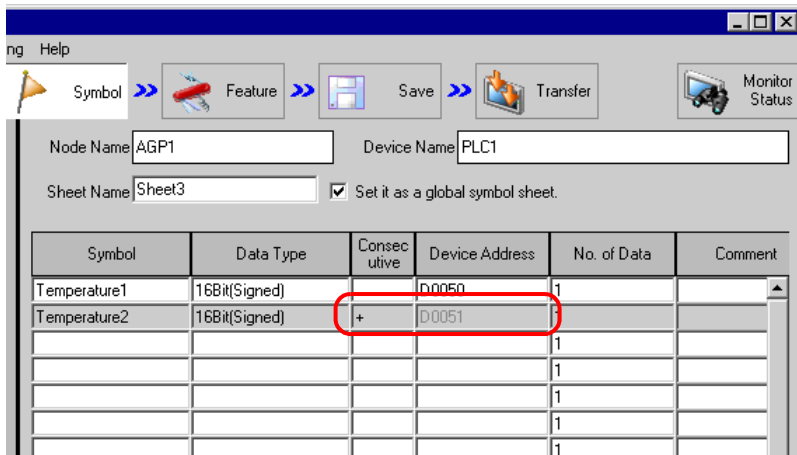 ng Help
Symbol Feature Save Transfer Monitor Status
Node Name AGP1 Device Name PLC1
Sheet Name Sheet3 Set it as a global symbol sheet.
Symbol Data Type Consec utive Device Address No. of Data Comment
Temperature1 16Bit(Signed) D0050 1
Temperature2 16Bit(Signed) + D0051 1
1
1
1
1
1